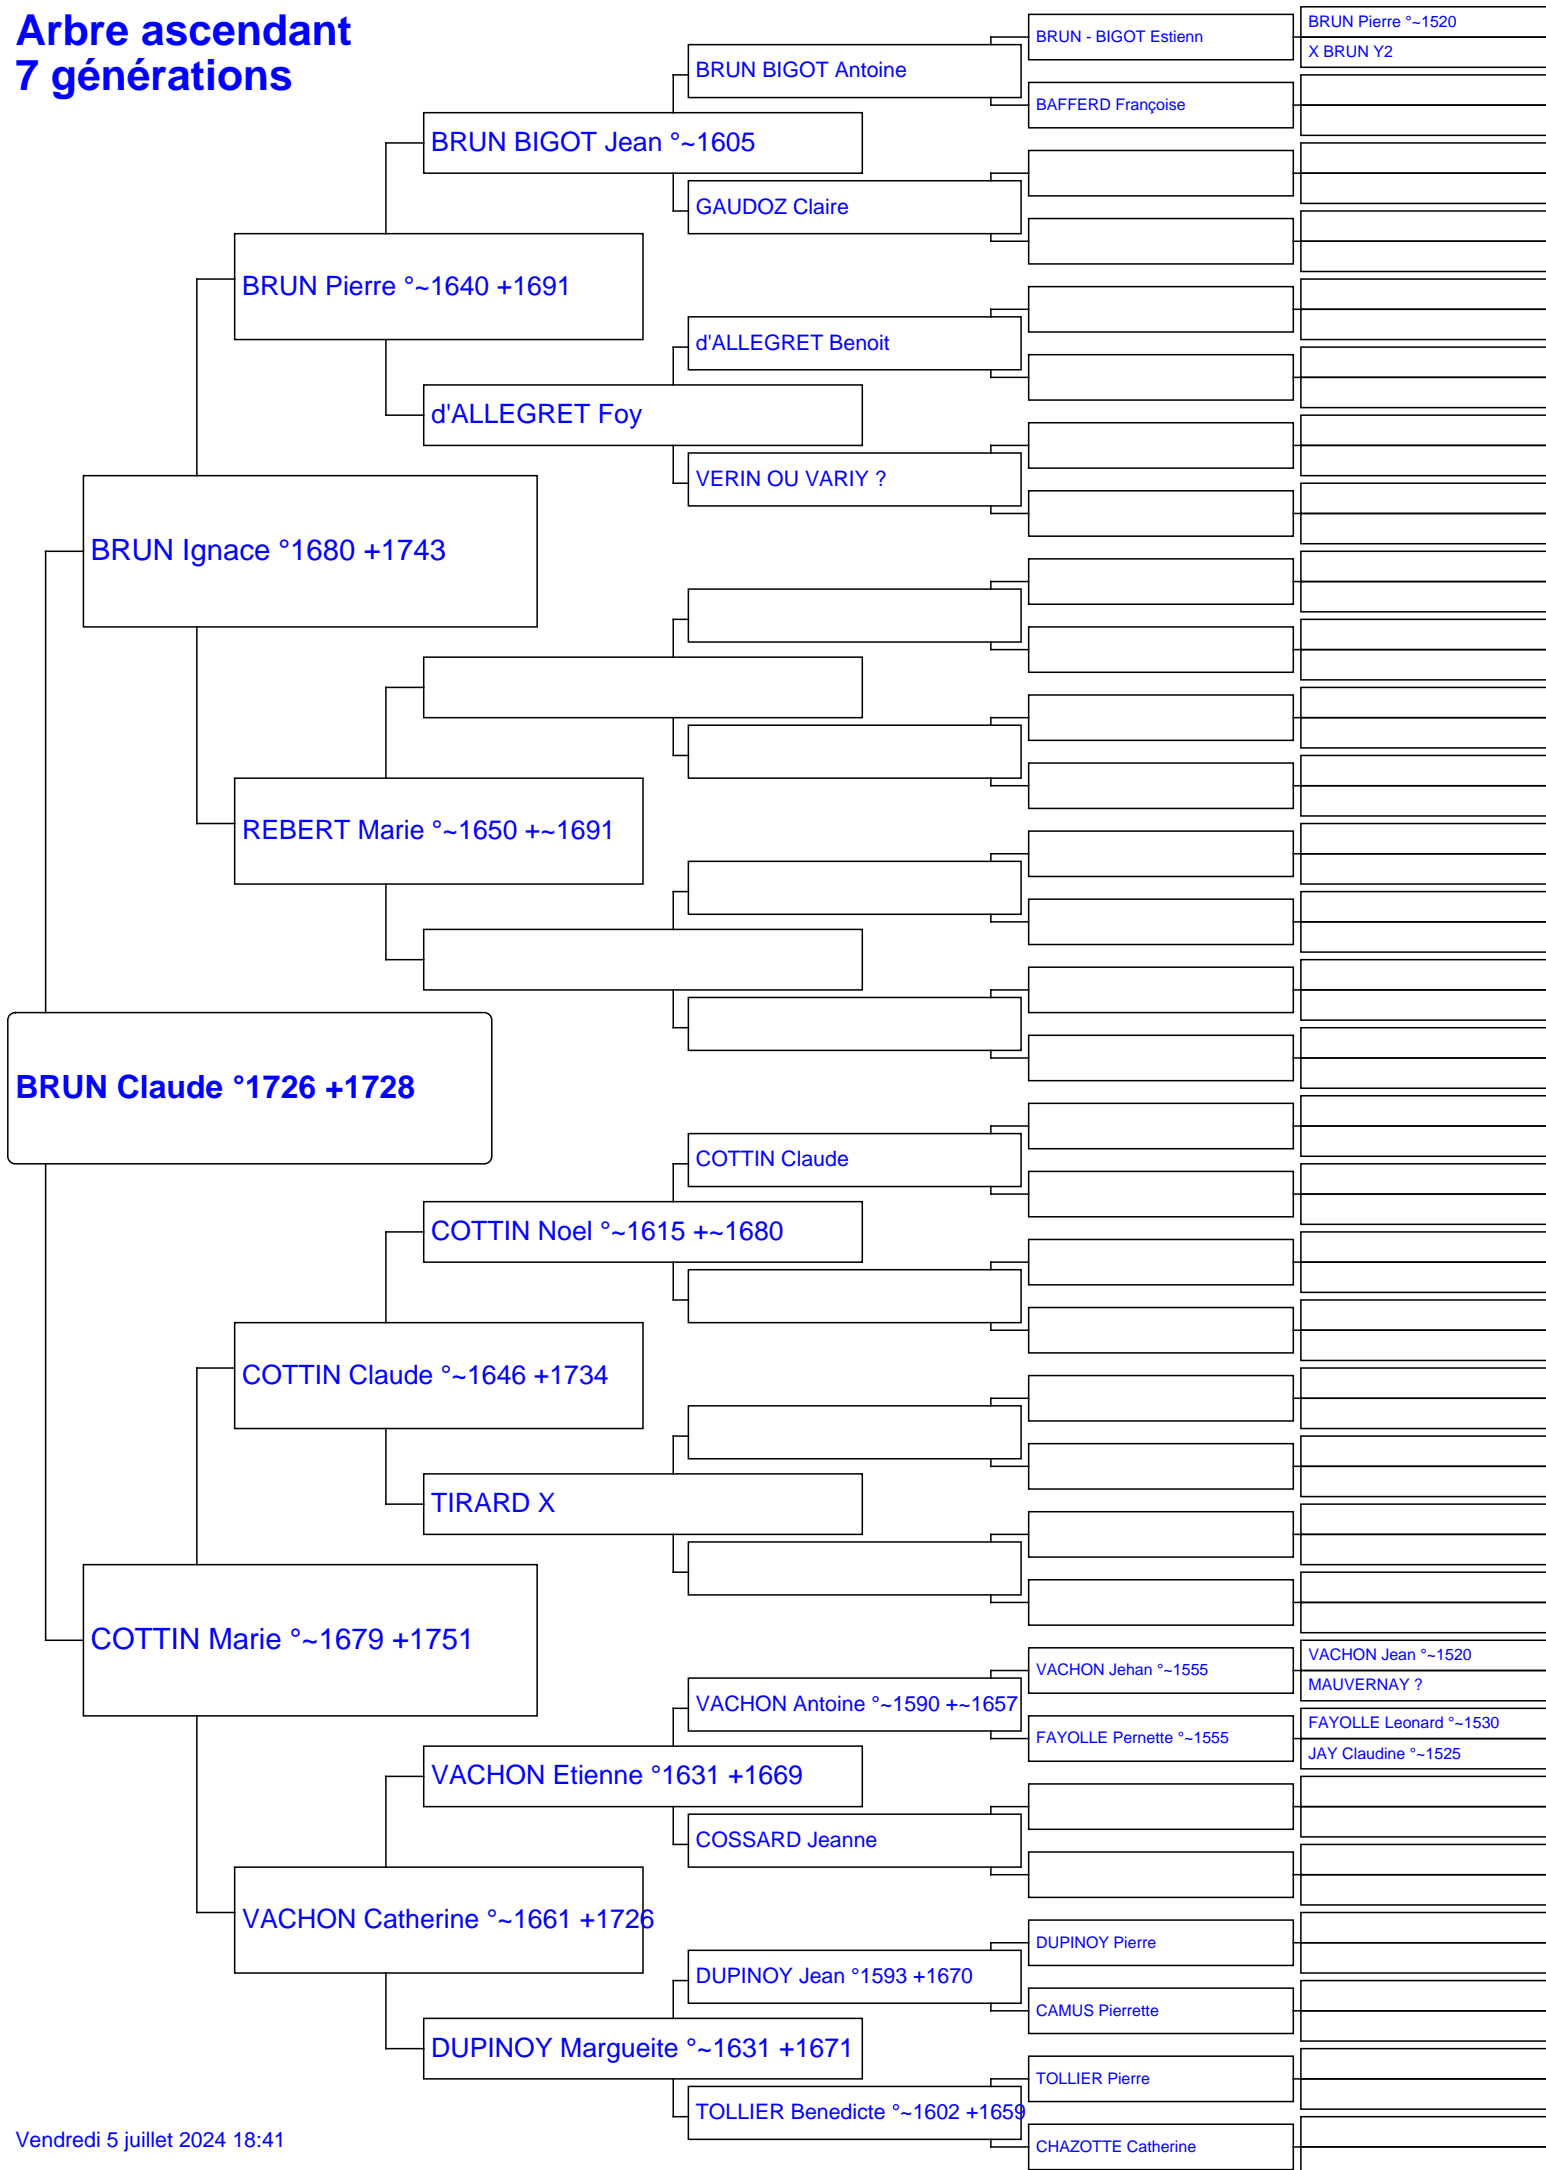 Arbre ascendant
7 générations
BRUN Pierre °~1520
BRUN - BIGOT Estienn
X BRUN Y2
BRUN BIGOT Antoine
BAFFERD Françoise
BRUN BIGOT Jean °~1605
GAUDOZ Claire
BRUN Pierre °~1640 +1691
d'ALLEGRET Benoit
d'ALLEGRET Foy
VERIN OU VARIY ?
BRUN Ignace °1680 +1743
REBERT Marie °~1650 +~1691
BRUN Claude °1726 +1728
COTTIN Claude
COTTIN Noel °~1615 +~1680
COTTIN Claude °~1646 +1734
TIRARD X
COTTIN Marie °~1679 +1751
VACHON Jean °~1520
VACHON Jehan °~1555
MAUVERNAY ?
VACHON Antoine °~1590 +~1657
FAYOLLE Leonard °~1530
FAYOLLE Pernette °~1555
JAY Claudine °~1525
VACHON Etienne °1631 +1669
COSSARD Jeanne
VACHON Catherine °~1661 +1726
DUPINOY Pierre
DUPINOY Jean °1593 +1670
CAMUS Pierrette
DUPINOY Margueite °~1631 +1671
TOLLIER Pierre
TOLLIER Benedicte °~1602 +1659
CHAZOTTE Catherine
Vendredi 5 juillet 2024 18:41